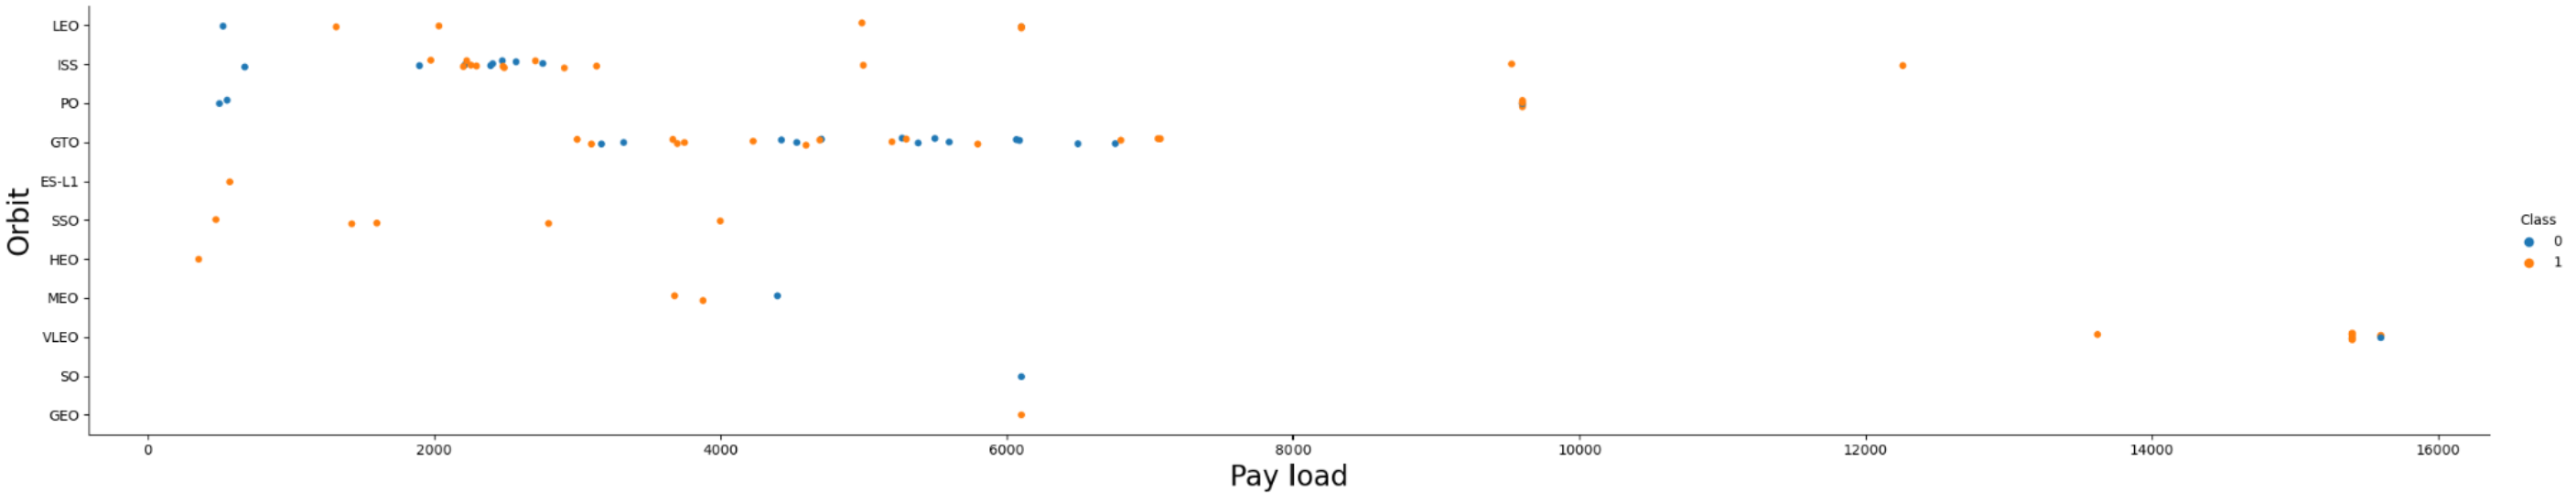 LEO
ISS
PO
GTO
ES-L1
SSO
HEO
MEO
VLEO
SO
GEO
Orbit
0 2000 4000 6000 8000 10000 12000 14000 16000
Pay load
Class
0
1